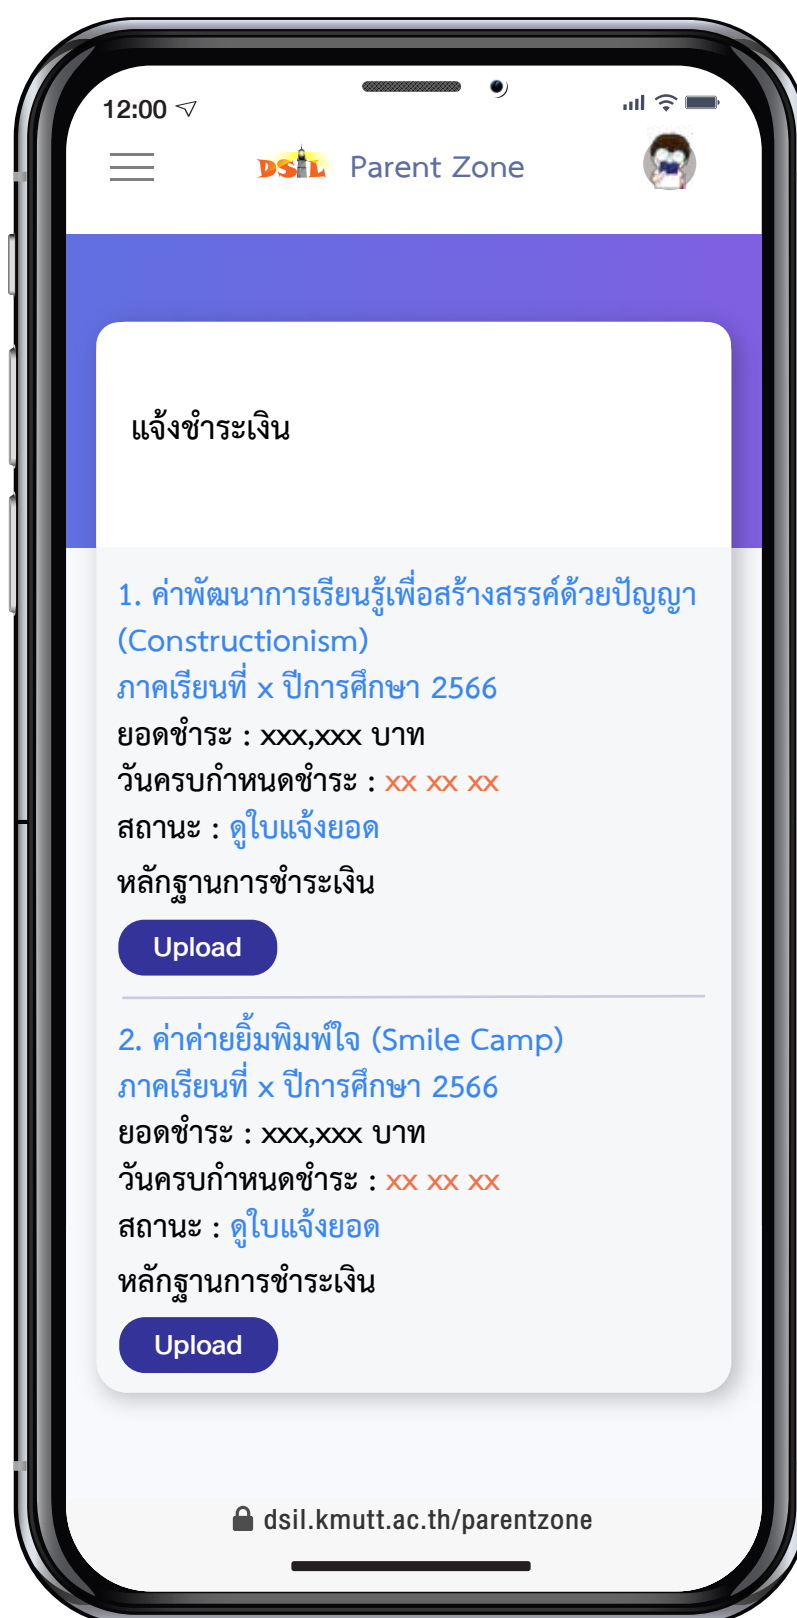 12:00
DSIL Parent Zone
แจ้งชำระเงิน
1. ค่าพัฒนาการเรียนรู้เพื่อสร้างสรรค์ด้วยปัญญา
(Constructionism)
ภาคเรียนที่ x ปีการศึกษา 2566
ยอดชำระ : xxx,xxx บาท
วันครบกำหนดชำระ : xx xx xx
สถานะ : ดูใบแจ้งยอด
หลักฐานการชำระเงิน
Upload
2. ค่าค่ายยิ้มพิมพ์ใจ (Smile Camp)
ภาคเรียนที่ x ปีการศึกษา 2566
ยอดชำระ : xxx,xxx บาท
วันครบกำหนดชำระ : xx xx xx
สถานะ : ดูใบแจ้งยอด
หลักฐานการชำระเงิน
Upload
dsil.kmutt.ac.th/parentzone